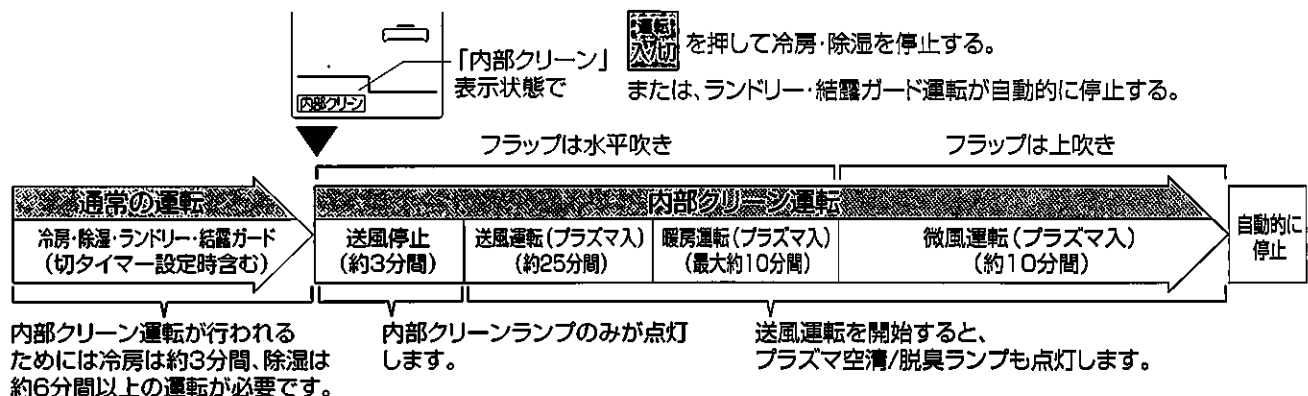 「内部クリーン」
表示状態で
内部クリーン
運転
入/切 を押して冷房・除湿を停止する。
または、ランドリー・結露ガード運転が自動的に停止する。
フラップは水平吹き
フラップは上吹き
通常の運転
冷房・除湿・ランドリー・結露ガード
(切タイマー設定時含む)
内部クリーン運転
送風停止
(約3分間)
送風運転(プラズマ入)
(約25分間)
暖房運転(プラズマ入)
(最大約10分間)
微風運転(プラズマ入)
(約10分間)
自動的に
停止
内部クリーン運転が行われる
ためには冷房は約3分間、除湿は
約6分間以上の運転が必要です。
内部クリーンランプのみが点灯
します。
送風運転を開始すると、
プラズマ空清/脱臭ランプも点灯します。